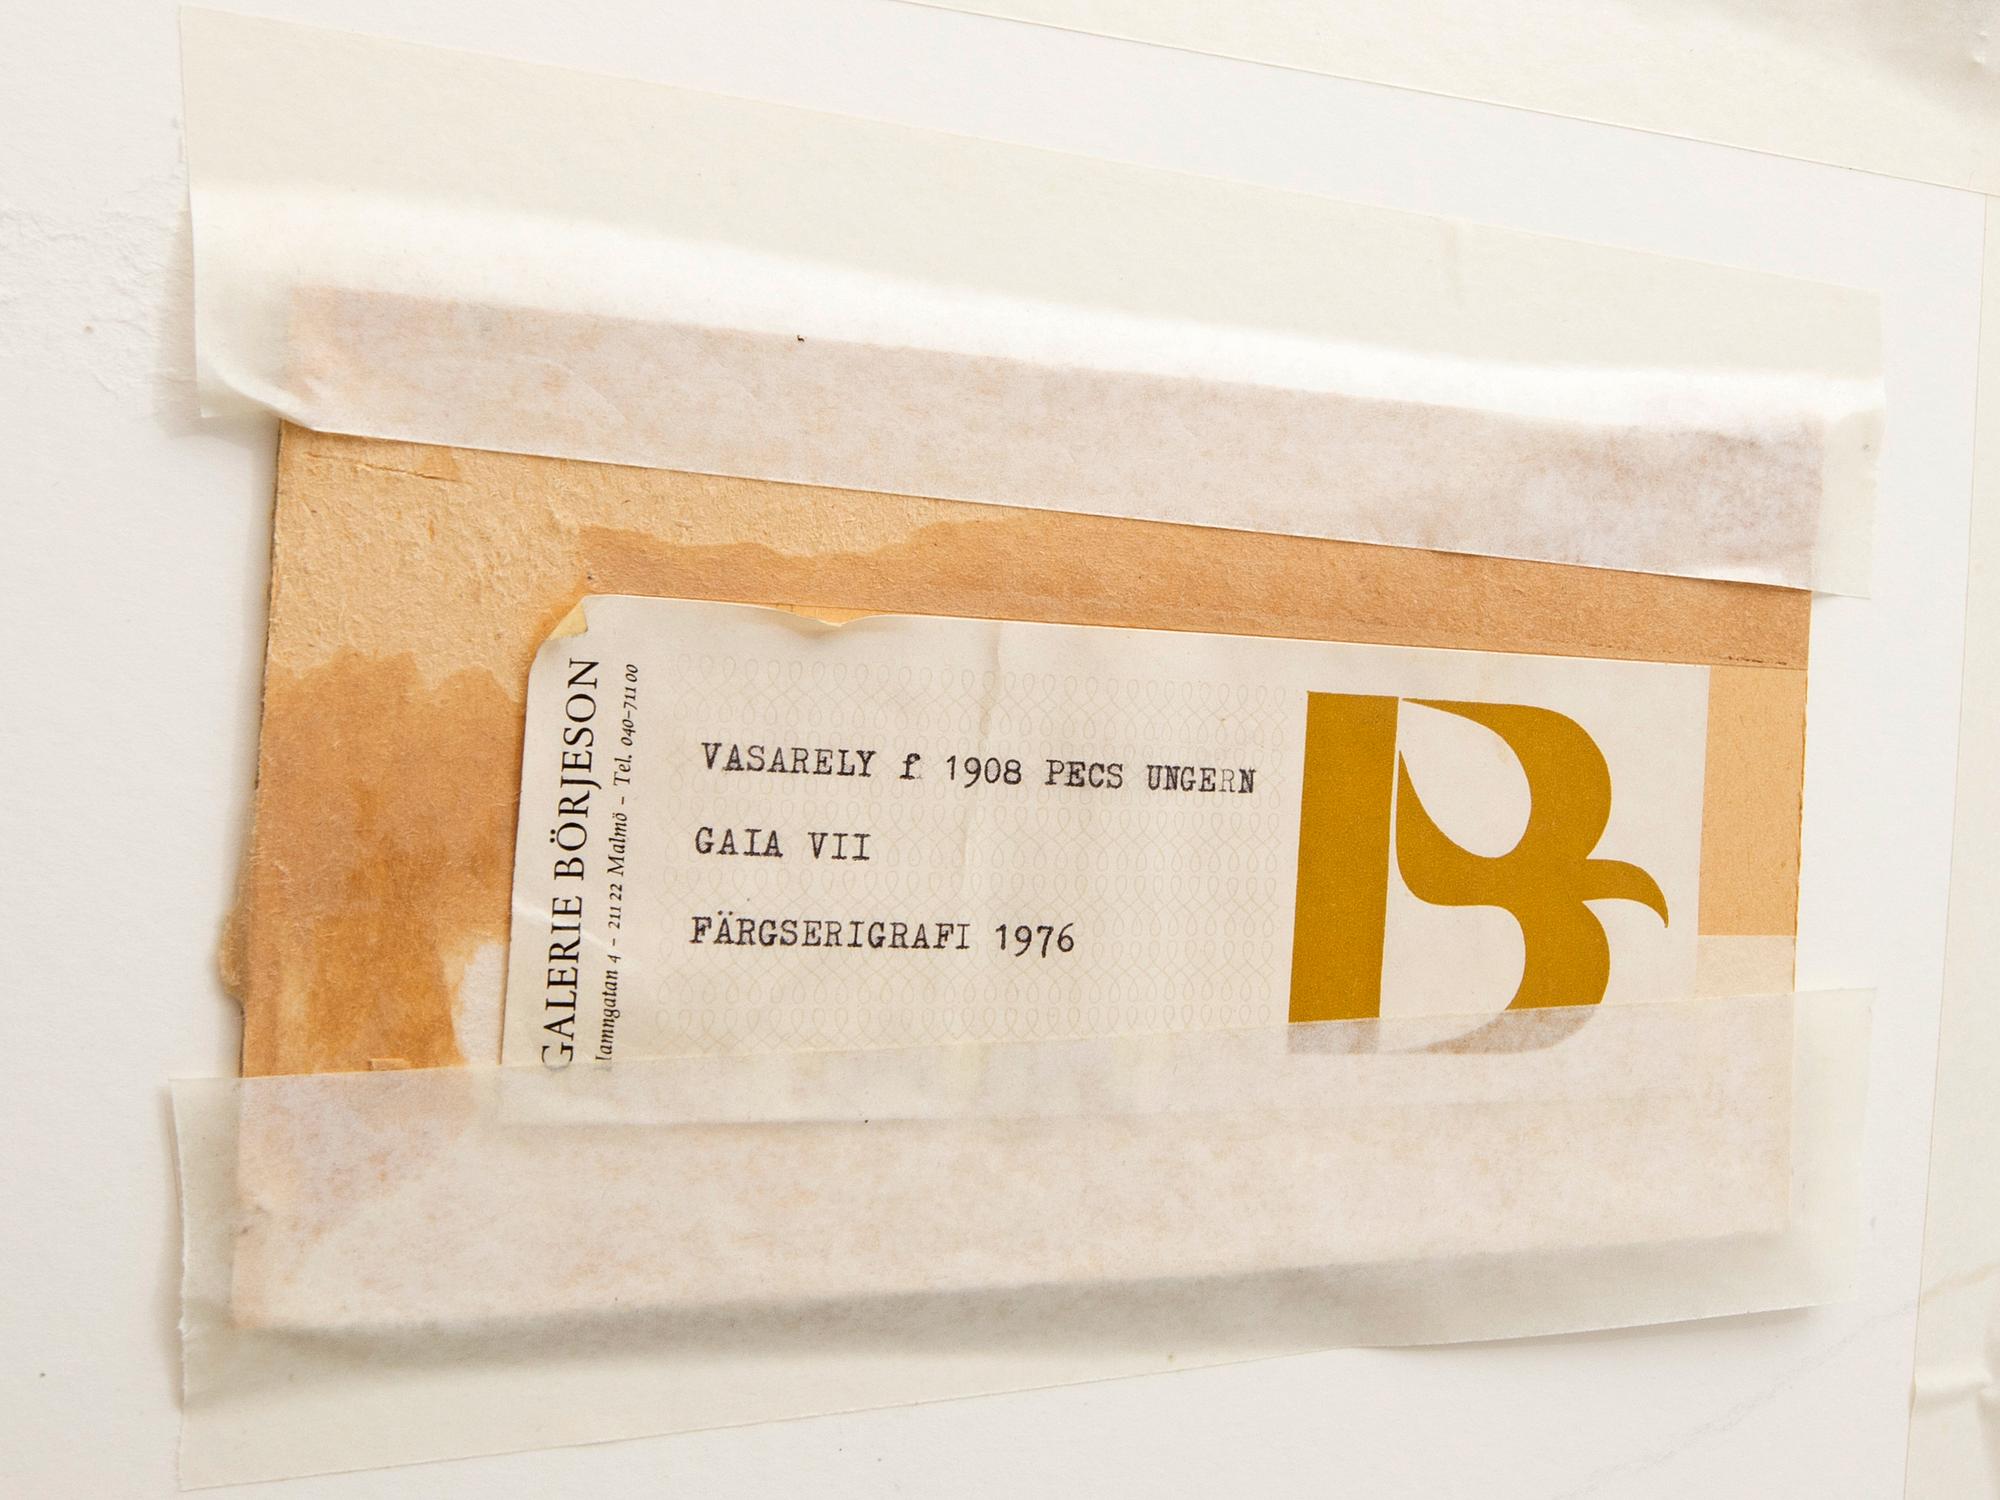 GALERIE BÖRJESON
Hamngatan 4 – 211 22 Malmö – Tel. 040–711 00
VASARELY f 1908 PECS UNGERN
GAIA VII
FÄRGSERIGRAFI 1976
B